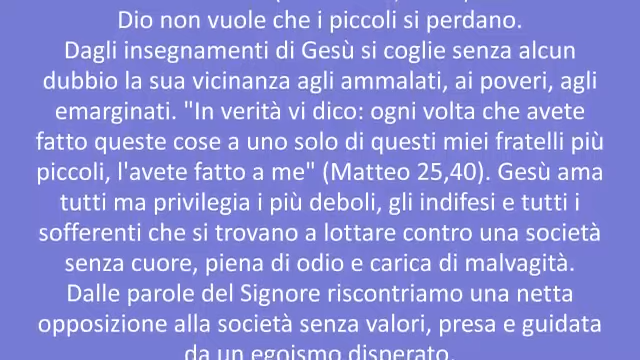 Dio non vuole che i piccoli si perdano.
Dagli insegnamenti di Gesù si coglie senza alcun
dubbio la sua vicinanza agli ammalati, ai poveri, agli
emarginati. "In verità vi dico: ogni volta che avete
fatto queste cose a uno solo di questi miei fratelli più
piccoli, l'avete fatto a me" (Matteo 25,40). Gesù ama
tutti ma privilegia i più deboli, gli indifesi e tutti i
sofferenti che si trovano a lottare contro una società
senza cuore, piena di odio e carica di malvagità.
Dalle parole del Signore riscontriamo una netta
opposizione alla società senza valori, presa e guidata
da un egoismo disperato.